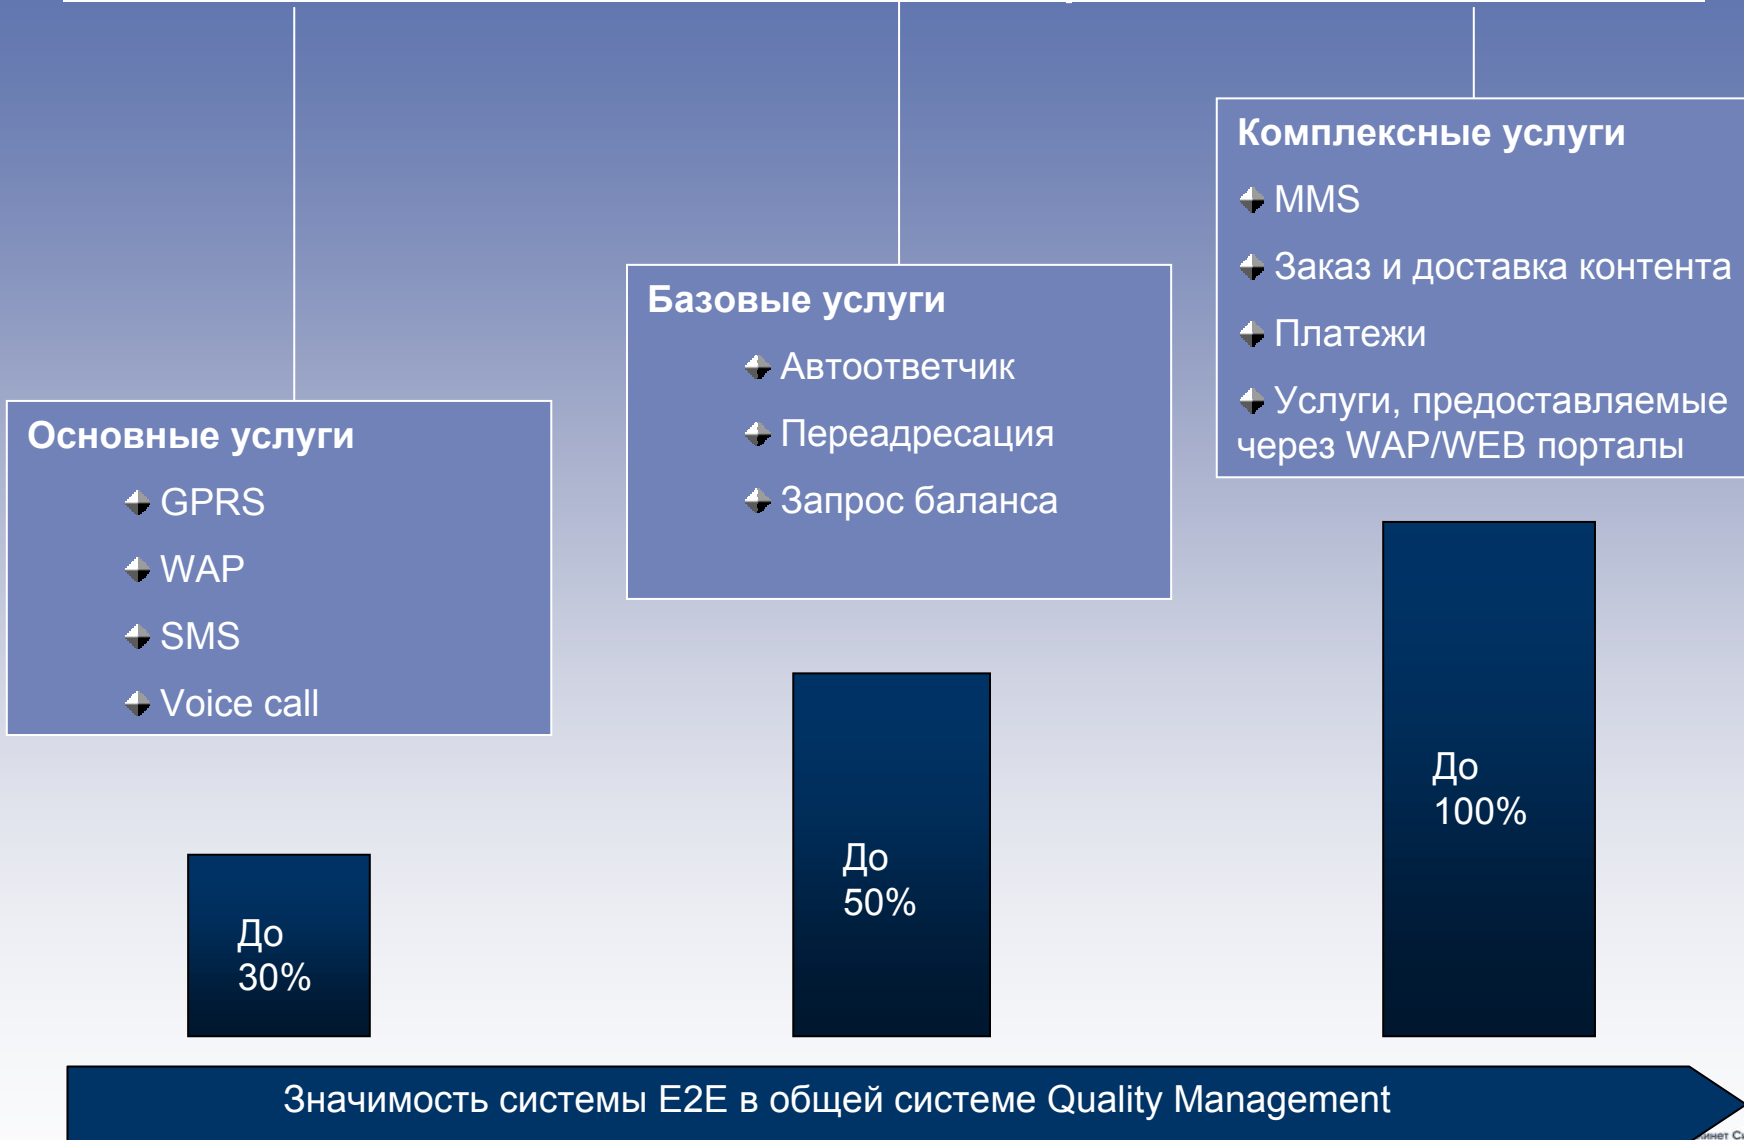 Основные услуги
GPRS
WAP
SMS
Voice call
До
30%
Базовые услуги
Автоответчик
Переадресация
Запрос баланса
До
50%
Комплексные услуги
MMS
Заказ и доставка контента
Платежи
Услуги, предоставляемые
через WAP/WEB порталы
До
100%
Значимость системы E2E в общей системе Quality Management